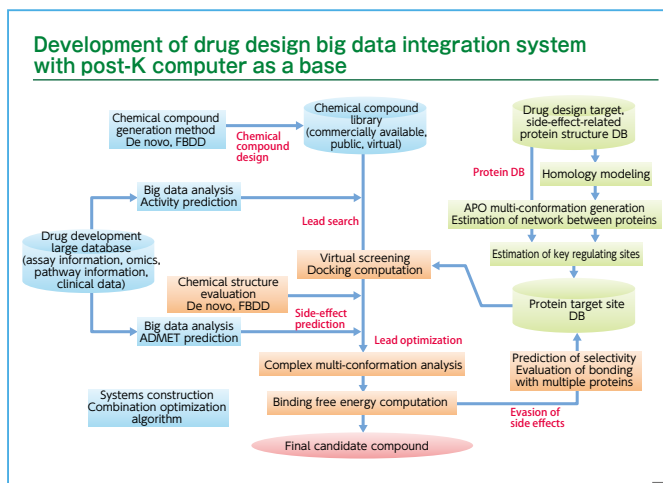 Development of drug design big data integration system
with post-K computer as a base
Chemical compound
generation method
De novo, FBDD
Chemical
compound
design
Chemical compound
library
(commercially available,
public, virtual)
Drug design target,
side-effect-related
protein structure DB
Protein DB
Homology modeling
Big data analysis
Activity prediction
APO multi-conformation generation
Estimation of network between proteins
Lead search
Drug development
large database
(assay information, omics,
pathway information,
clinical data)
Virtual screening
Docking computation
Estimation of key regulating sites
Chemical structure
evaluation
De novo, FBDD
Protein target site
DB
Side-effect
prediction
Big data analysis
ADMET prediction
Lead optimization
Complex multi-conformation analysis
Prediction of selectivity
Evaluation of bonding
with multiple proteins
Systems construction
Combination optimization
algorithm
Binding free energy computation
Evasion of
side effects
Final candidate compound